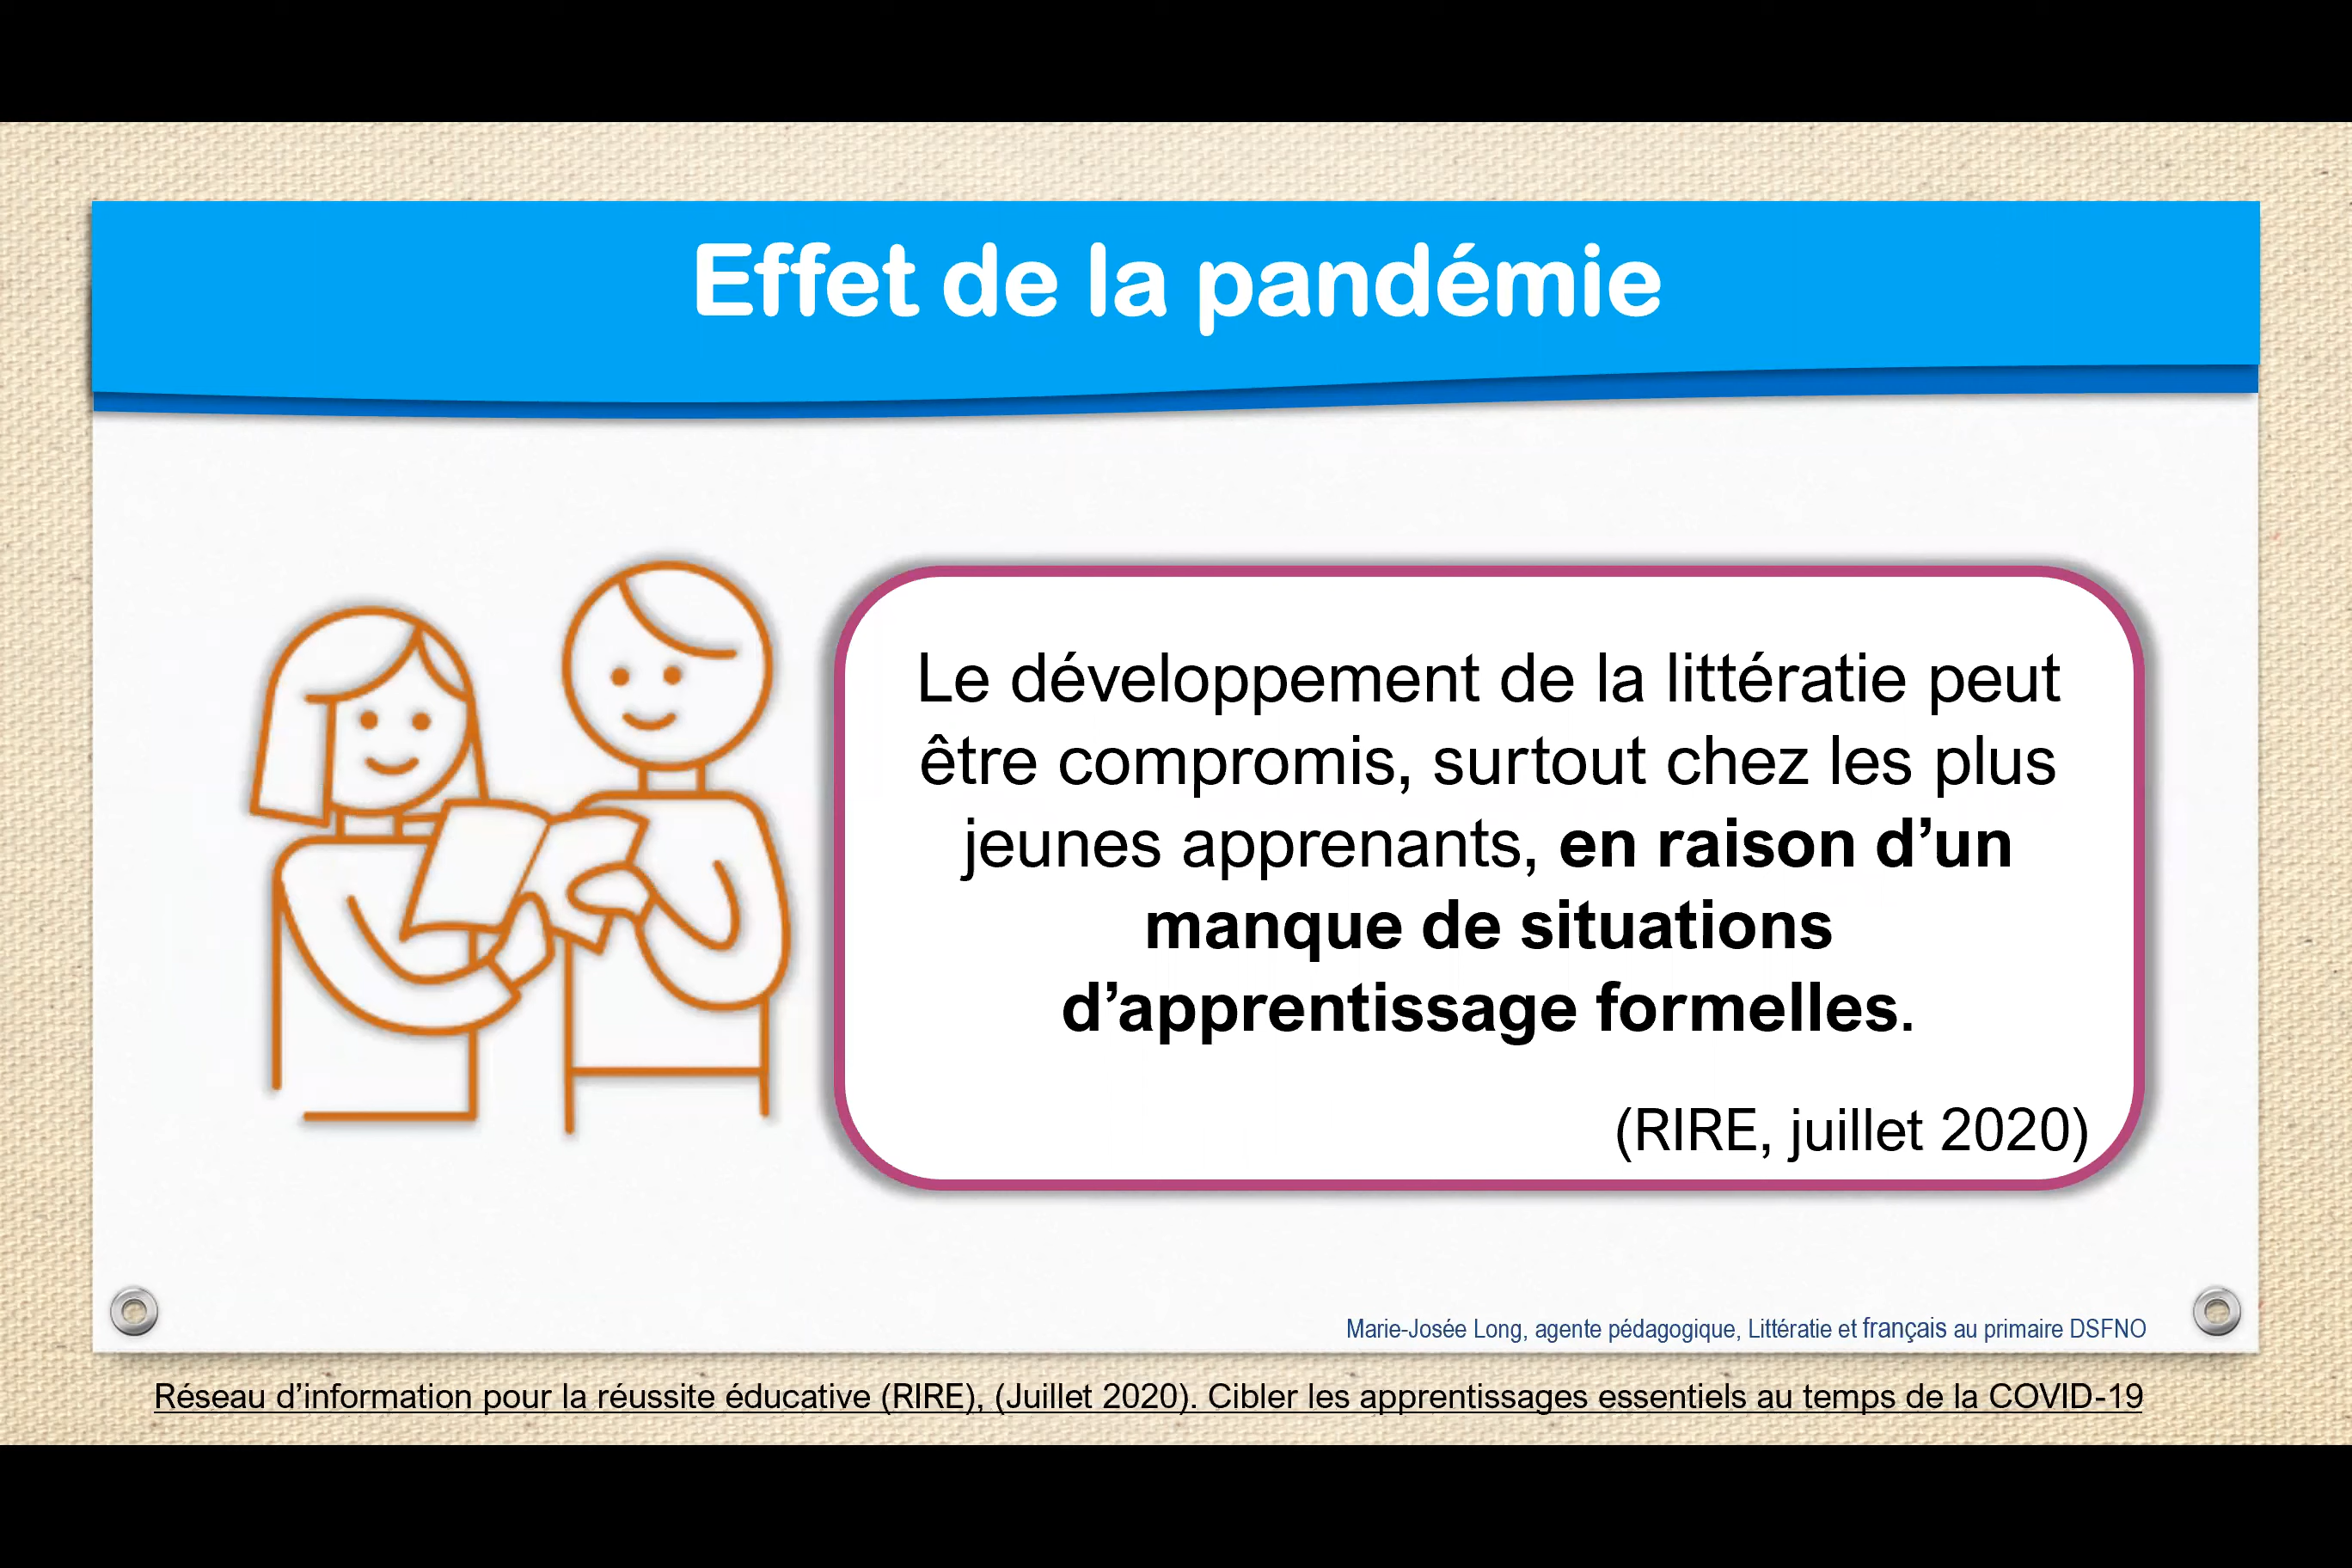 Effet de la pandémie
Le développement de la littératie peut
être compromis, surtout chez les plus
jeunes apprenants, en raison d’un
manque de situations
d’apprentissage formelles.
(RIRE, juillet 2020)
Marie-Josée Long, agente pédagogique, Littératie et français au primaire DSFNO
Réseau d’information pour la réussite éducative (RIRE), (Juillet 2020). Cibler les apprentissages essentiels au temps de la COVID-19